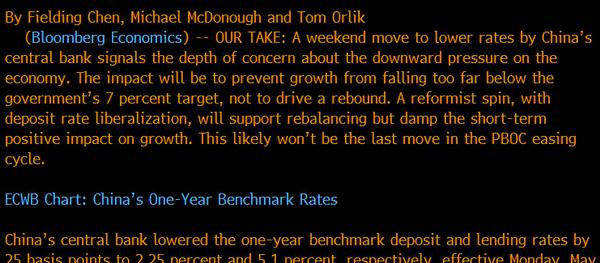 By Fielding Chen, Michael McDonough and Tom Orlik
(Bloomberg Economics) -- OUR TAKE: A weekend move to lower rates by China's
central bank signals the depth of concern about the downward pressure on the
economy. The impact will be to prevent growth from falling too far below the
government's 7 percent target, not to drive a rebound. A reformist spin, with
deposit rate liberalization, will support rebalancing but damp the short-term
positive impact on growth. This likely won't be the last move in the PBOC easing
cycle.
ECWB Chart: China's One-Year Benchmark Rates
China's central bank lowered the one-year benchmark deposit and lending rates by
25 basis points to 2.25 percent and 5.1 percent, respectively, effective Monday, May